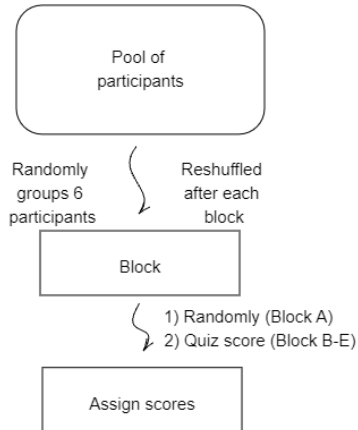 Pool of
participants
Randomly
groups 6
participants
Reshuffled
after each
block
Block
1) Randomly (Block A)
2) Quiz score (Block B-E)
Assign scores